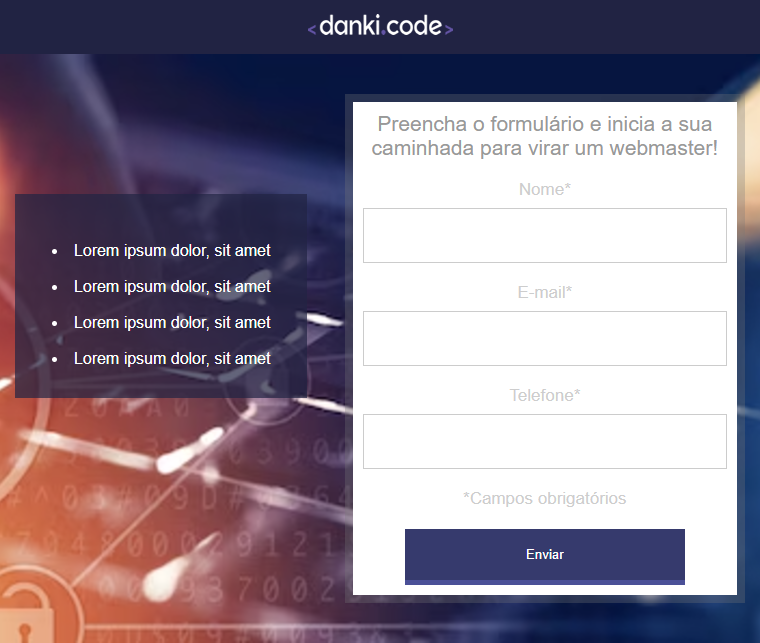 <danki.code>
Preencha o formulário e inicia a sua
caminhada para virar um webmaster!
Nome*
E-mail*
Telefone*
*Campos obrigatórios
Enviar
• Lorem ipsum dolor, sit amet
• Lorem ipsum dolor, sit amet
• Lorem ipsum dolor, sit amet
• Lorem ipsum dolor, sit amet